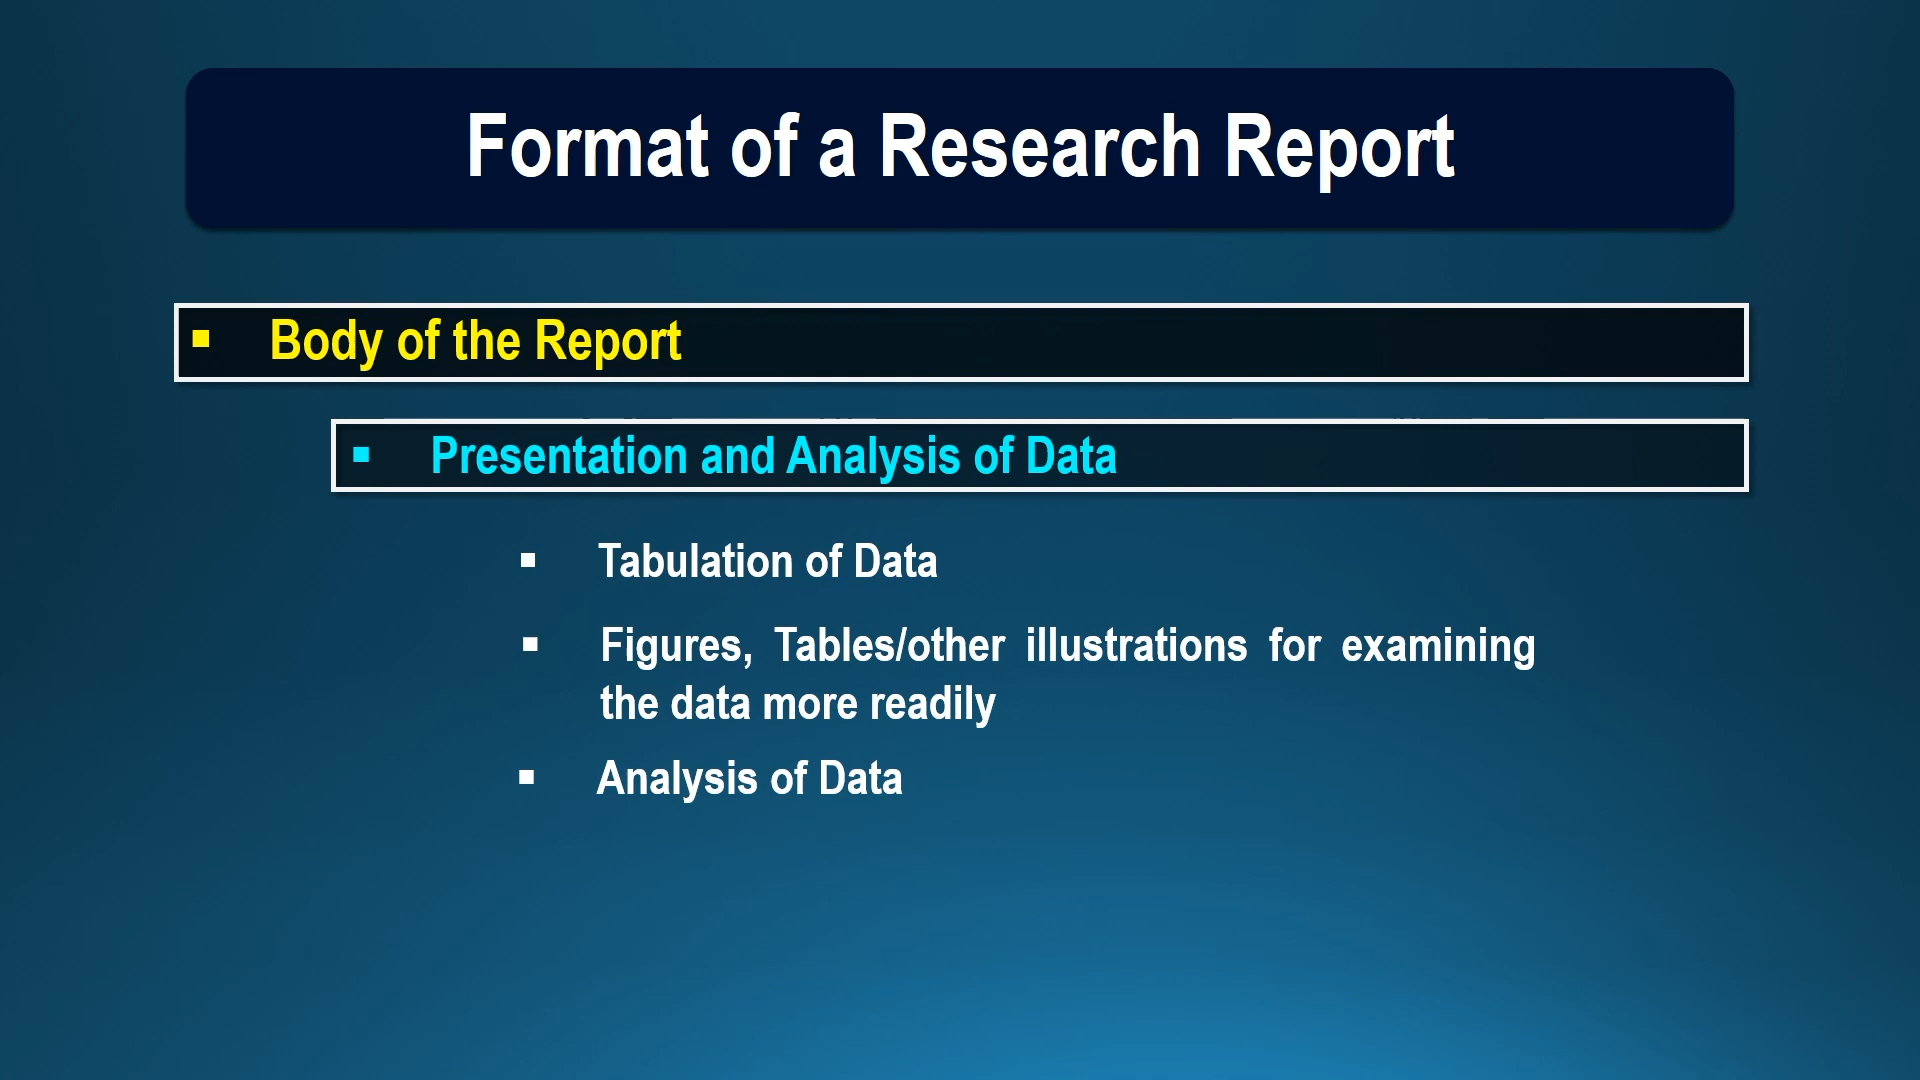 Format of a Research Report
▪ Body of the Report
▪ Presentation and Analysis of Data
▪ Tabulation of Data
▪ Figures, Tables/other illustrations for examining
the data more readily
▪ Analysis of Data